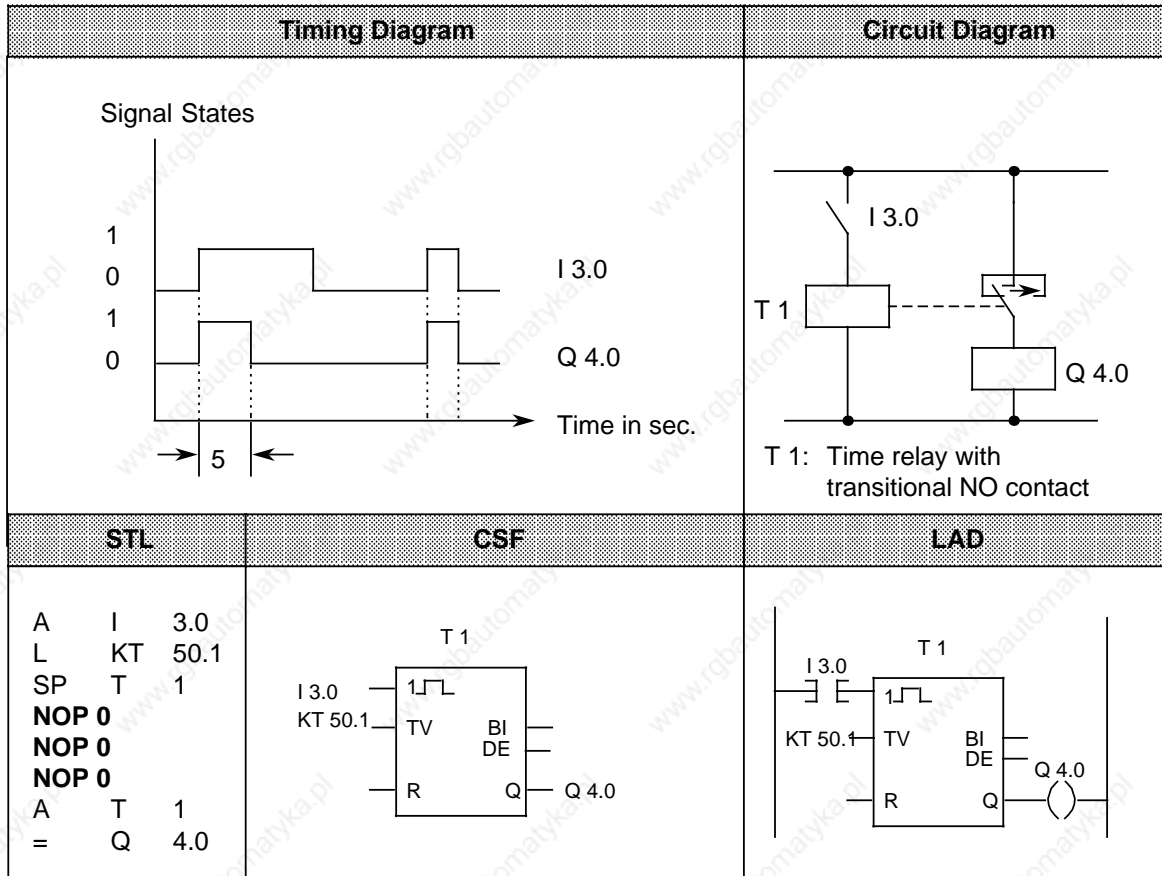 Timing Diagram
Circuit Diagram
Signal States
1
0
I 3.0
1
0
Q 4.0
Time in sec.
5
I 3.0
T 1
Q 4.0
T 1: Time relay with
transitional NO contact
STL
CSF
LAD
A I 3.0
L KT 50.1
SP T 1
NOP 0
NOP 0
NOP 0
A T 1
= Q 4.0
T 1
I 3.0
1
KT 50.1
TV
BI
DE
R
Q
Q 4.0
T 1
I 3.0
1
KT 50.1
TV
BI
DE
Q 4.0
R
Q
www.rgbautomatyka.pl